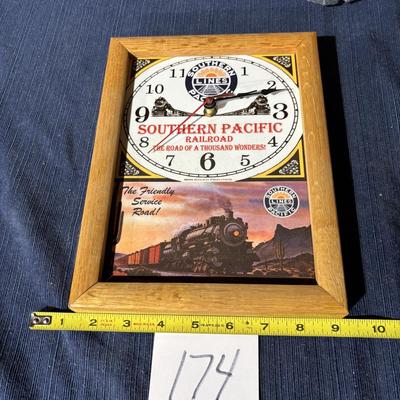 SOUTHERN LINES PACIFIC
11 12 1
10 2
9 3
8 4
7 6 5
SOUTHERN PACIFIC
RAILROAD
THE ROAD OF A THOUSAND WONDERS!
The Friendly
Service
Road!
SOUTHERN LINES PACIFIC
1 2 3 4 5 6 7 8 9 10
174